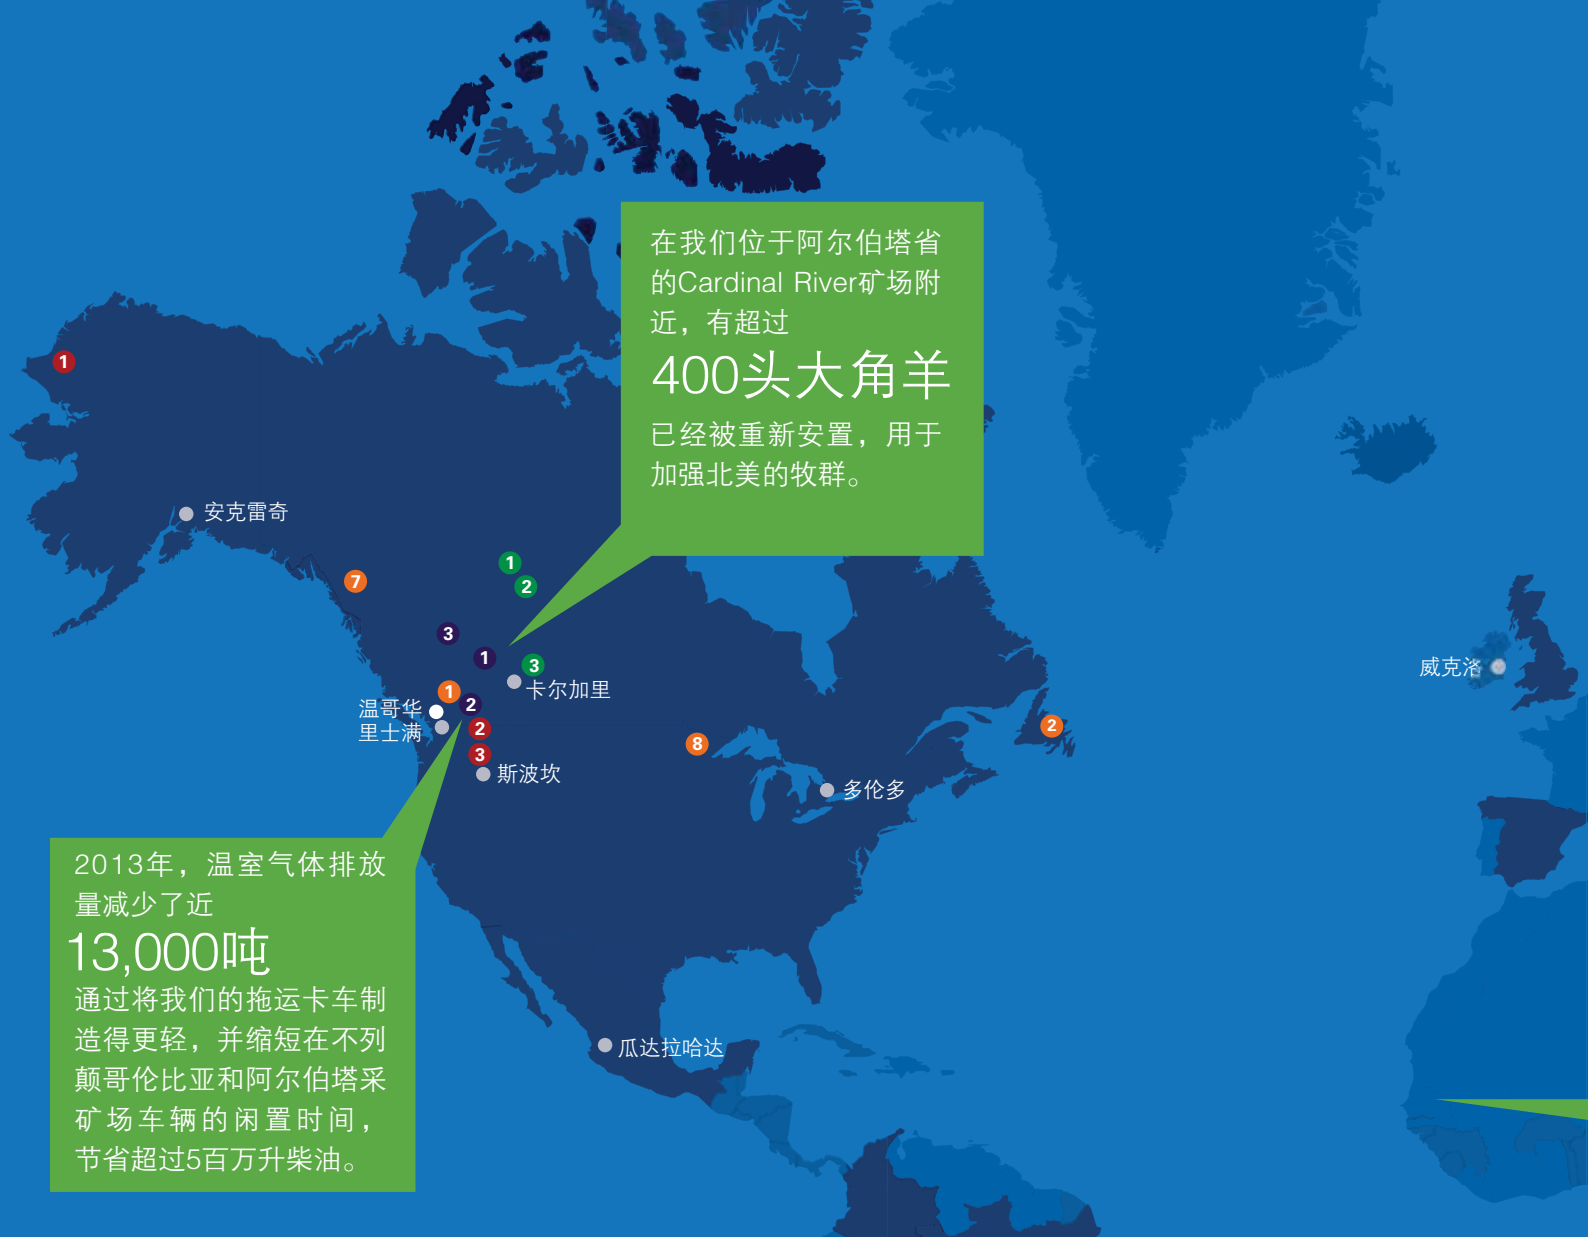 在我们位于阿尔伯塔省
的Cardinal River矿场附
近，有超过
400头大角羊
已经被重新安置，用于
加强北美的牧群。
1
安克雷奇
7
1
2
3
1
3
卡尔加里
1
2
温哥华
里士满
2
3
斯波坎
8
多伦多
2
威克洛
2013年，温室气体排放
量减少了近
13,000吨
通过将我们的拖运卡车制
造得更轻，并缩短在不列
颠哥伦比亚和阿尔伯塔采
矿场车辆的闲置时间，
节省超过5百万升柴油。
瓜达拉哈达